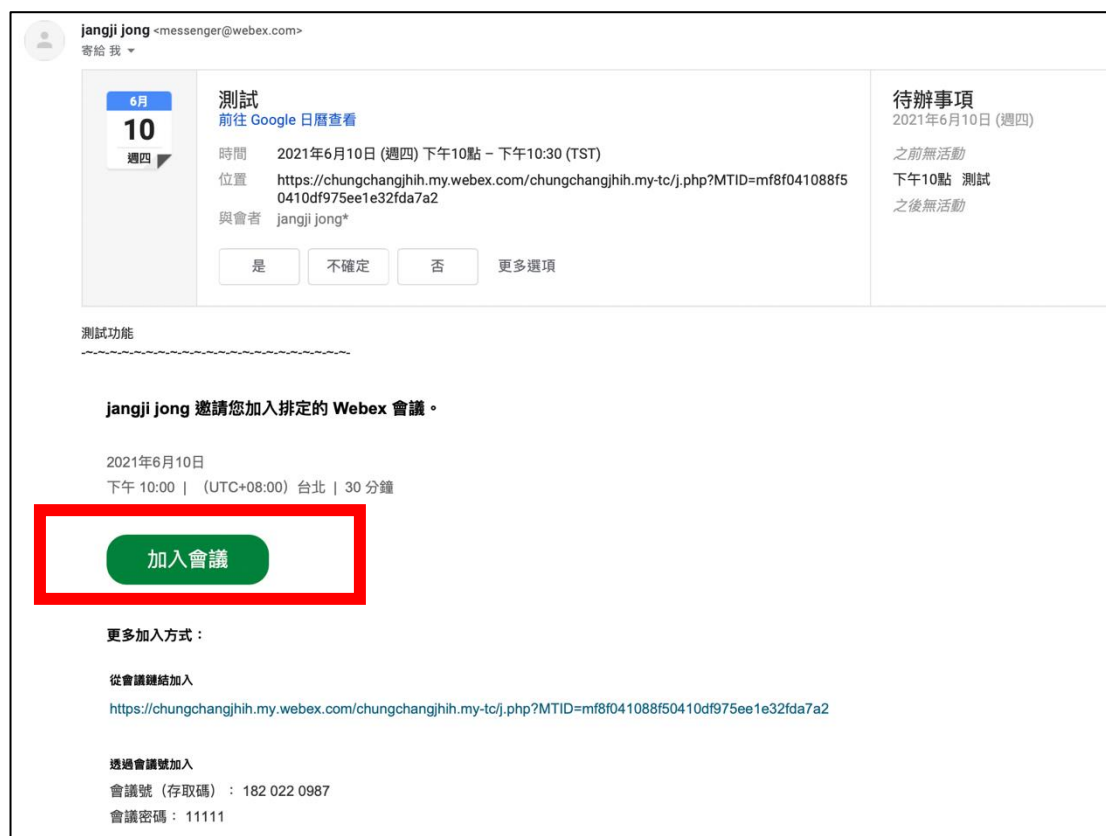 jangji jong <messenger@webex.com>
寄給 我
6月
10
週四
測試
前往 Google 日曆查看
時間 2021年6月10日 (週四) 下午10點 – 下午10:30 (TST)
位置 https://chungchangjhih.my.webex.com/chungchangjhih.my-tc/j.php?MTID=mf8f041088f5
0410df975ee1e32fda7a2
與會者 jangji jong*
是 不確定 否 更多選項
待辦事項
2021年6月10日 (週四)
之前無活動
下午10點 測試
之後無活動
測試功能
-~-~-~-~-~-~-~-~-~-~-~-~-~-~-~-~-~-~-~-~-~-~-
jangji jong 邀請您加入排定的 Webex 會議。
2021年6月10日
下午 10:00 | （UTC+08:00）台北 | 30 分鐘
加入會議
更多加入方式：
從會議鏈結加入
https://chungchangjhih.my.webex.com/chungchangjhih.my-tc/j.php?MTID=mf8f041088f50410df975ee1e32fda7a2
透過會議號加入
會議號（存取碼）：182 022 0987
會議密碼：11111